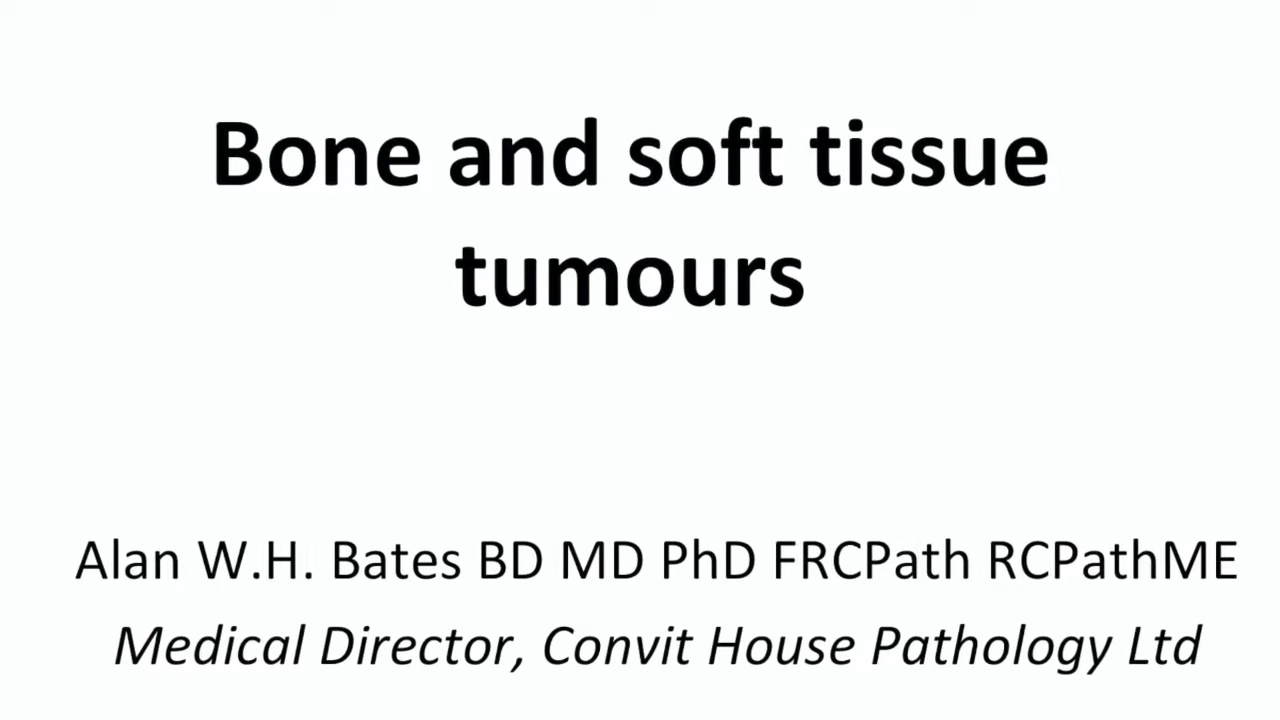 Bone and soft tissue
tumours
Alan W.H. Bates BD MD PhD FRCPath RCPathME
Medical Director, Convit House Pathology Ltd